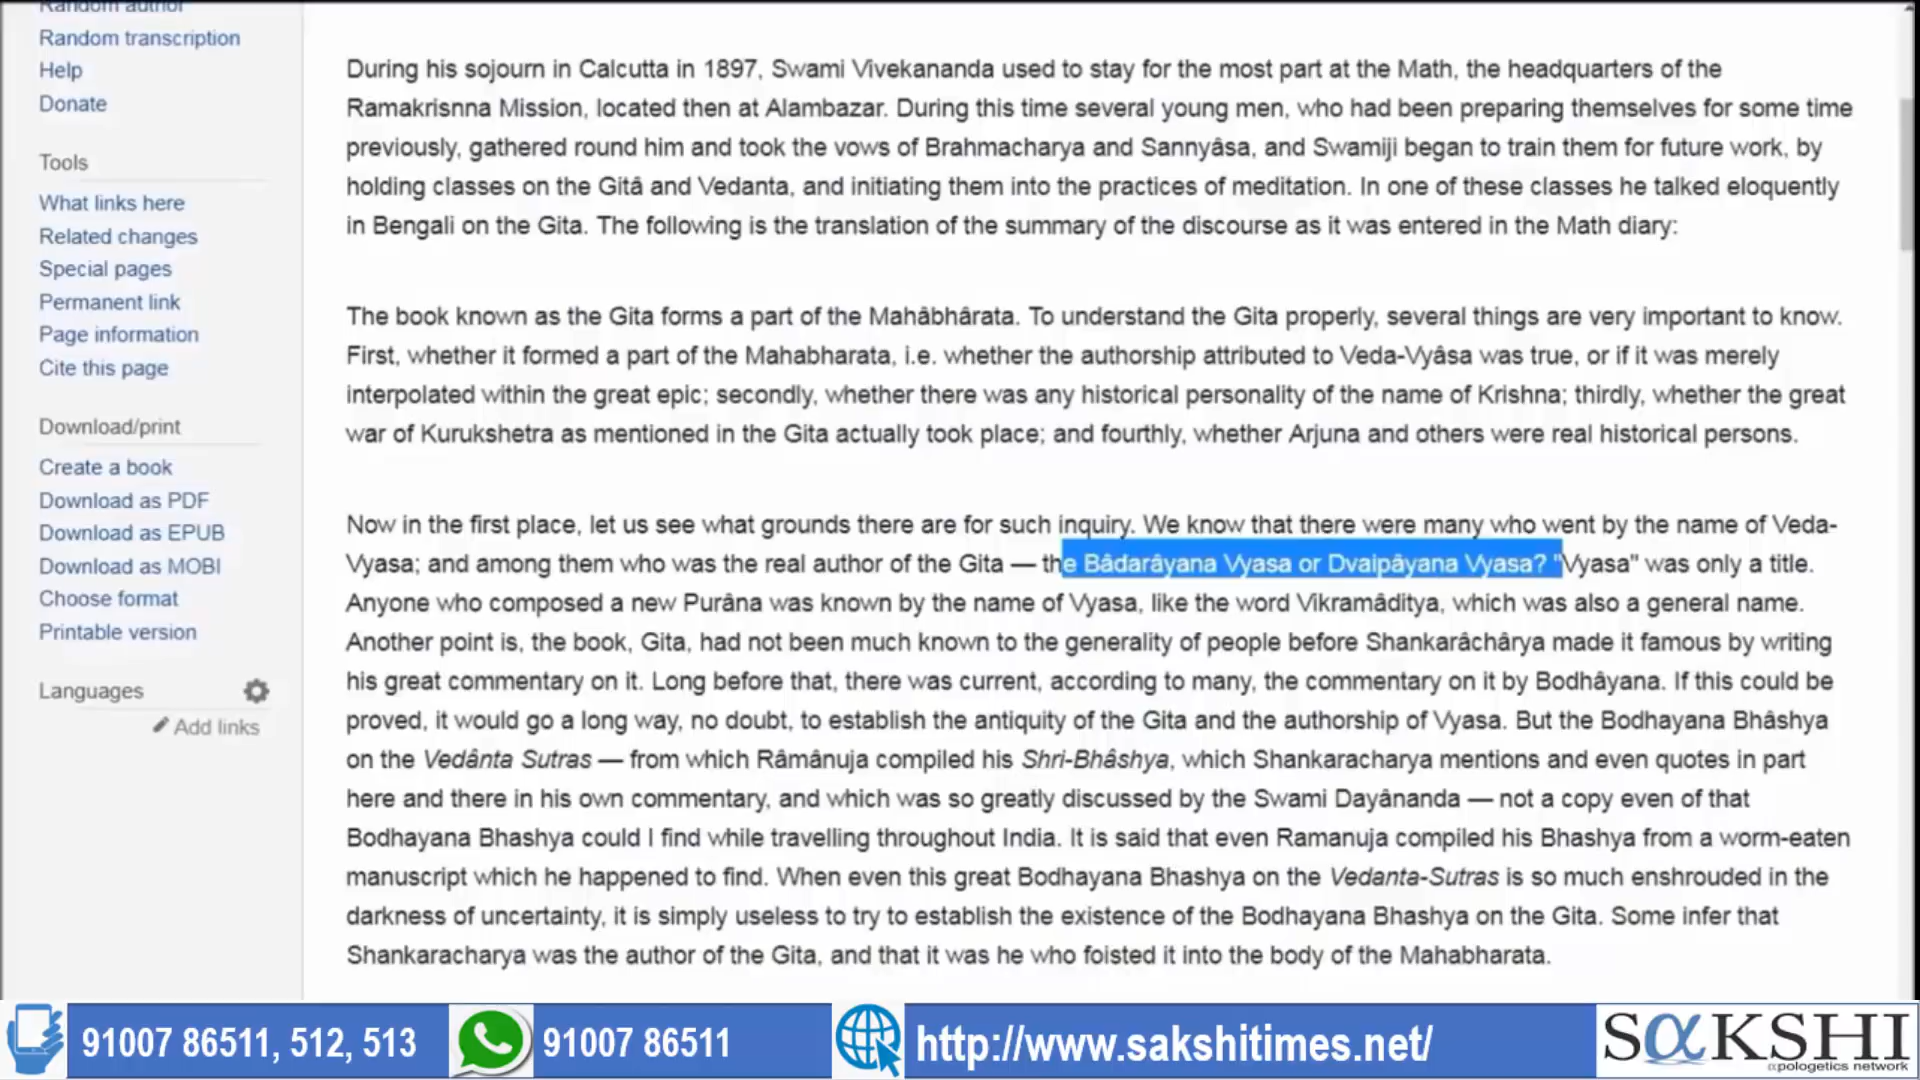 Random author
Random transcription
Help
Donate
Tools
What links here
Related changes
Special pages
Permanent link
Page information
Cite this page
Download/print
Create a book
Download as PDF
Download as EPUB
Download as MOBI
Choose format
Printable version
Languages
Add links
During his sojourn in Calcutta in 1897, Swami Vivekananda used to stay for the most part at the Math, the headquarters of the
Ramakrisnna Mission, located then at Alambazar. During this time several young men, who had been preparing themselves for some time
previously, gathered round him and took the vows of Brahmacharya and Sannyâsa, and Swamiji began to train them for future work, by
holding classes on the Gitâ and Vedanta, and initiating them into the practices of meditation. In one of these classes he talked eloquently
in Bengali on the Gita. The following is the translation of the summary of the discourse as it was entered in the Math diary:
The book known as the Gita forms a part of the Mahâbhârata. To understand the Gita properly, several things are very important to know.
First, whether it formed a part of the Mahabharata, i.e. whether the authorship attributed to Veda-Vyâsa was true, or if it was merely
interpolated within the great epic; secondly, whether there was any historical personality of the name of Krishna; thirdly, whether the great
war of Kurukshetra as mentioned in the Gita actually took place; and fourthly, whether Arjuna and others were real historical persons.
Now in the first place, let us see what grounds there are for such inquiry. We know that there were many who went by the name of Veda-
Vyasa; and among them who was the real author of the Gita — the Bâdarâyana Vyasa or Dvaipâyana Vyasa? "Vyasa" was only a title.
Anyone who composed a new Purâna was known by the name of Vyasa, like the word Vikramâditya, which was also a general name.
Another point is, the book, Gita, had not been much known to the generality of people before Shankarâchârya made it famous by writing
his great commentary on it. Long before that, there was current, according to many, the commentary on it by Bodhâyana. If this could be
proved, it would go a long way, no doubt, to establish the antiquity of the Gita and the authorship of Vyasa. But the Bodhayana Bhâshya
on the Vedânta Sutras — from which Râmânuja compiled his Shri-Bhâshya, which Shankaracharya mentions and even quotes in part
here and there in his own commentary, and which was so greatly discussed by the Swami Dayânanda — not a copy even of that
Bodhayana Bhashya could I find while travelling throughout India. It is said that even Ramanuja compiled his Bhashya from a worm-eaten
manuscript which he happened to find. When even this great Bodhayana Bhashya on the Vedanta-Sutras is so much enshrouded in the
darkness of uncertainty, it is simply useless to try to establish the existence of the Bodhayana Bhashya on the Gita. Some infer that
Shankaracharya was the author of the Gita, and that it was he who foisted it into the body of the Mahabharata.
91007 86511, 512, 513
91007 86511
http://www.sakshitimes.net/
SαKSHI
αpologetics network